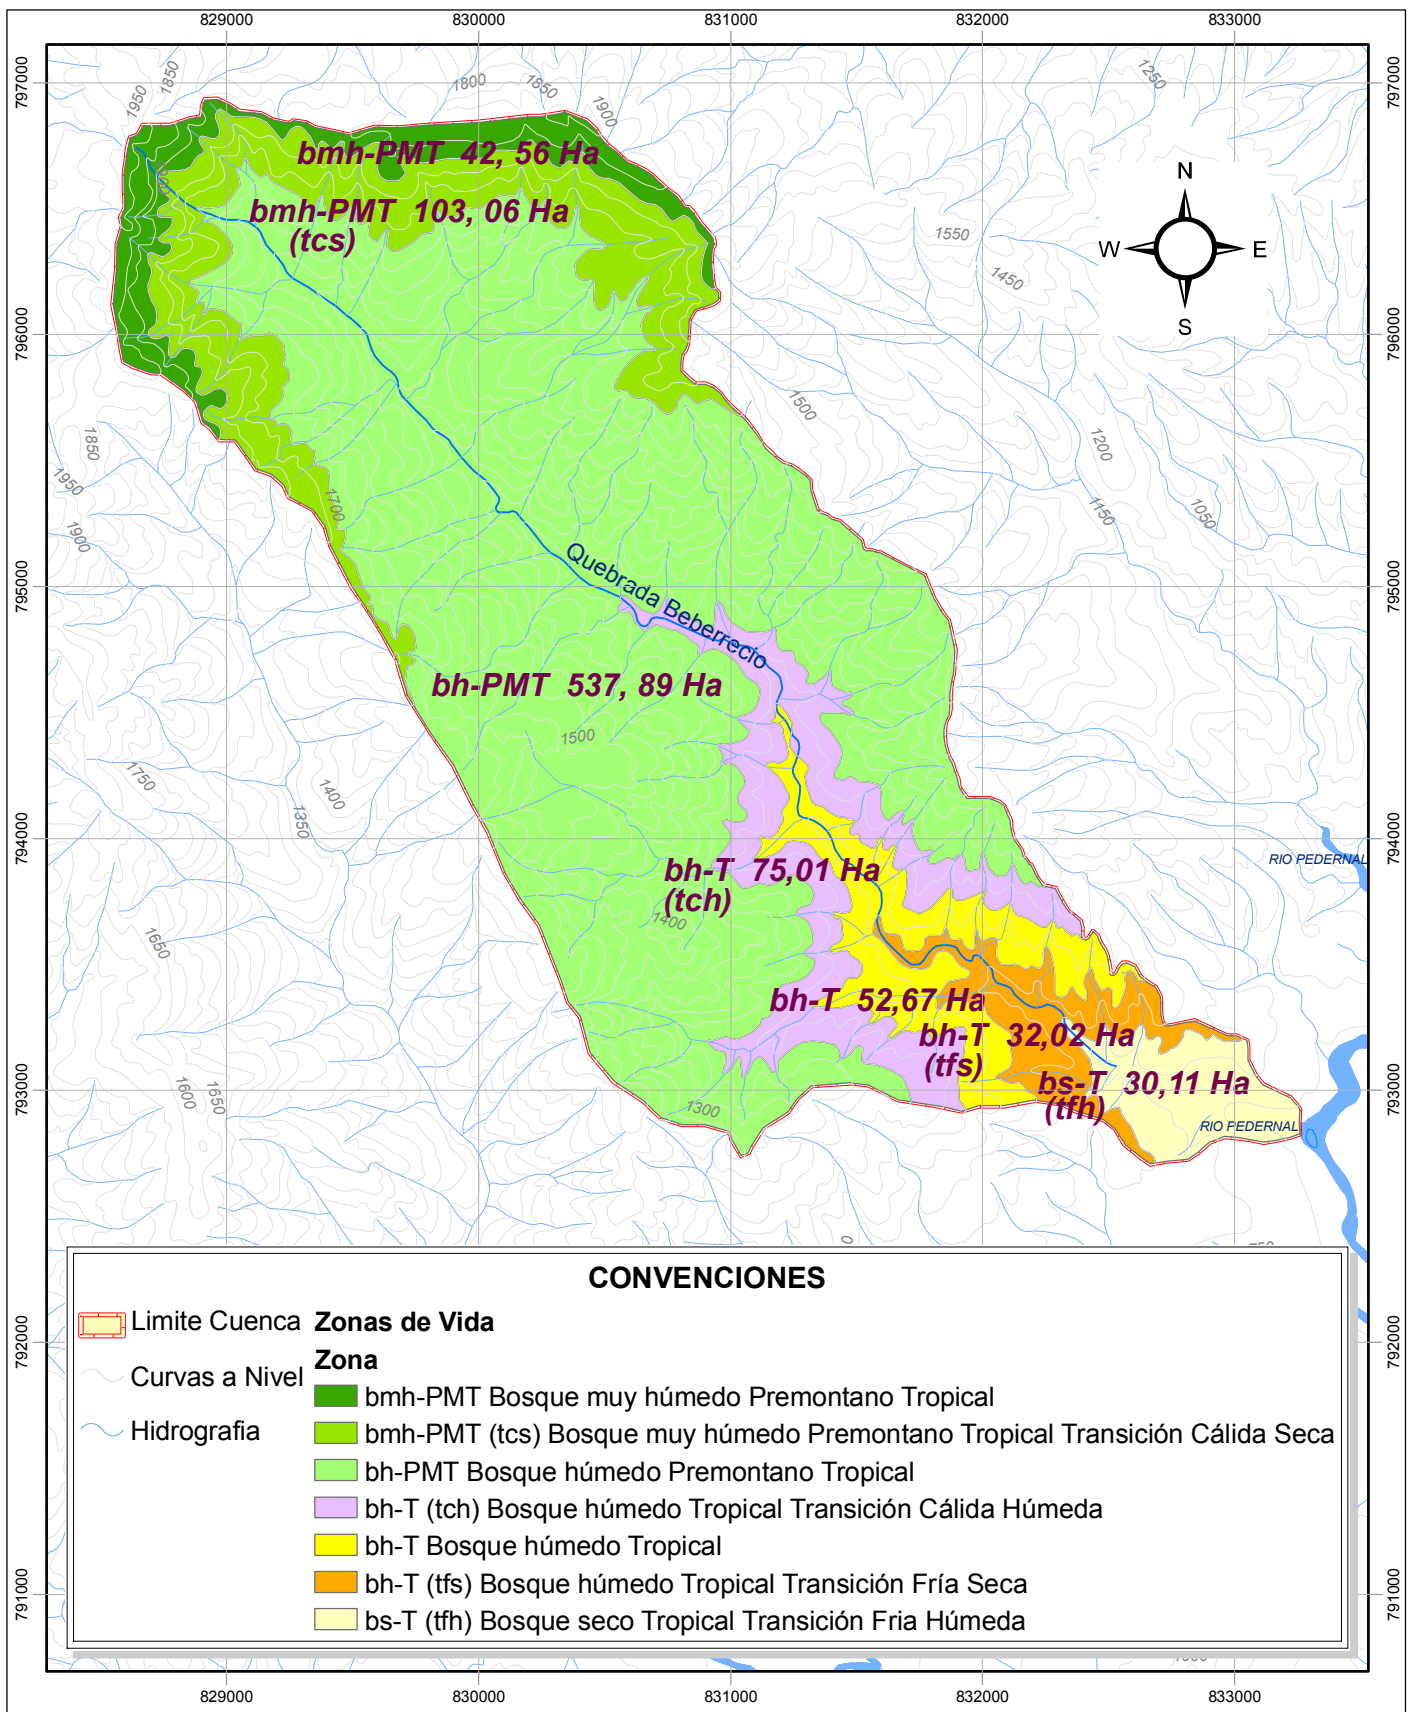 829000 830000 831000 832000 833000
797000 797000
796000 796000
795000 795000
794000 794000
793000 793000
792000 792000
791000 791000
1950 1850 1800 1850 1900 1250
bmh-PMT 42, 56 Ha
bmh-PMT 103, 06 Ha
(tcs)
N
W E
S
1550
1450
1500
1200
1150
1050
1850
1950
1900
1700
Quebrada Beberrecio
bh-PMT 537, 89 Ha
1500
1750
1400
1350
RIO PEDERNAL
bh-T 75,01 Ha
(tch)
1400
1650
bh-T 52,67 Ha
bh-T 32,02 Ha
(tfs)
bs-T 30,11 Ha
(tfh)
1600
1650
1300
RIO PEDERNAL
CONVENCIONES
Limite Cuenca
Curvas a Nivel
Hidrografia
Zonas de Vida
Zona
bmh-PMT Bosque muy húmedo Premontano Tropical
bmh-PMT (tcs) Bosque muy húmedo Premontano Tropical Transición Cálida Seca
bh-PMT Bosque húmedo Premontano Tropical
bh-T (tch) Bosque húmedo Tropical Transición Cálida Húmeda
bh-T Bosque húmedo Tropical
bh-T (tfs) Bosque húmedo Tropical Transición Fría Seca
bs-T (tfh) Bosque seco Tropical Transición Fria Húmeda
829000 830000 831000 832000 833000